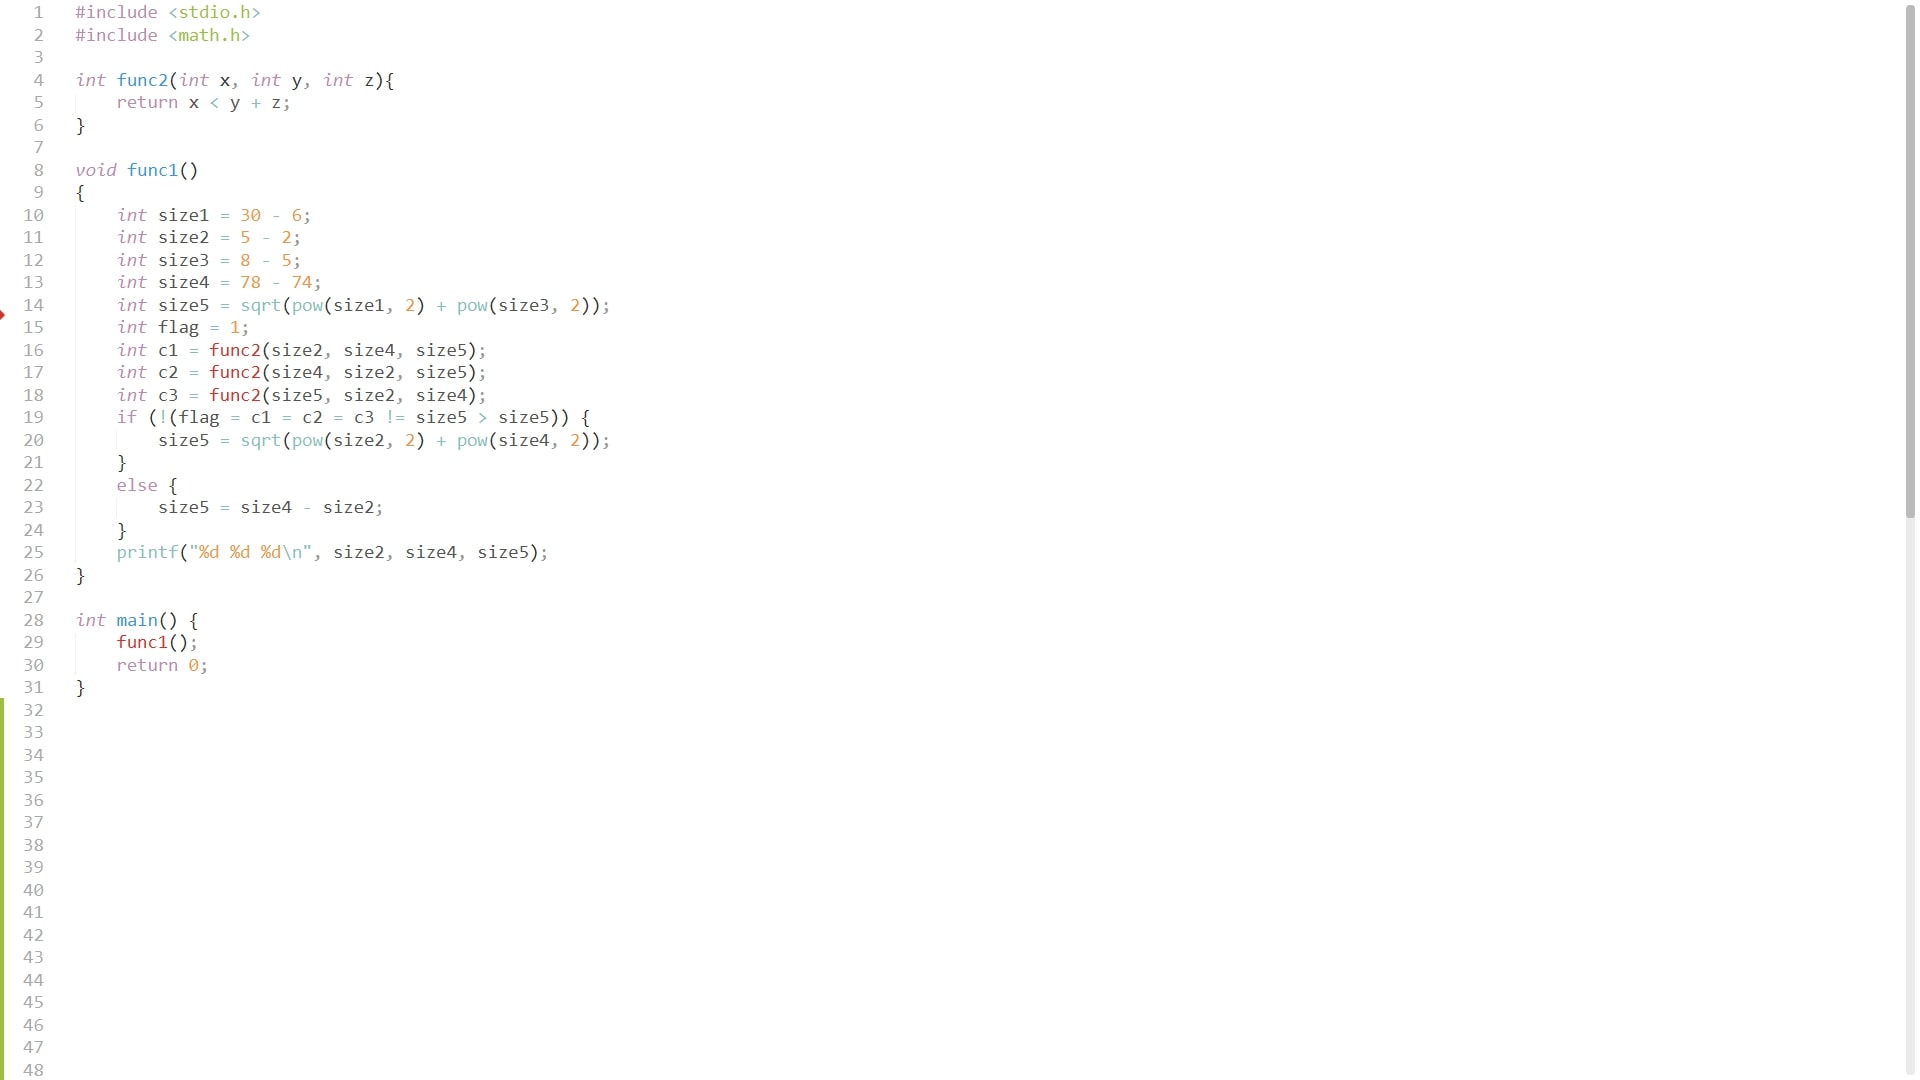 1 #include <stdio.h>
2 #include <math.h>
3
4 int func2(int x, int y, int z){
5     return x < y + z;
6 }
7
8 void func1()
9 {
10     int size1 = 30 - 6;
11     int size2 = 5 - 2;
12     int size3 = 8 - 5;
13     int size4 = 78 - 74;
14     int size5 = sqrt(pow(size1, 2) + pow(size3, 2));
15     int flag = 1;
16     int c1 = func2(size2, size4, size5);
17     int c2 = func2(size4, size2, size5);
18     int c3 = func2(size5, size2, size4);
19     if (!(flag = c1 = c2 = c3 != size5 > size5)) {
20         size5 = sqrt(pow(size2, 2) + pow(size4, 2));
21     }
22     else {
23         size5 = size4 - size2;
24     }
25     printf("%d %d %d\n", size2, size4, size5);
26 }
27
28 int main() {
29     func1();
30     return 0;
31 }
32
33
34
35
36
37
38
39
40
41
42
43
44
45
46
47
48